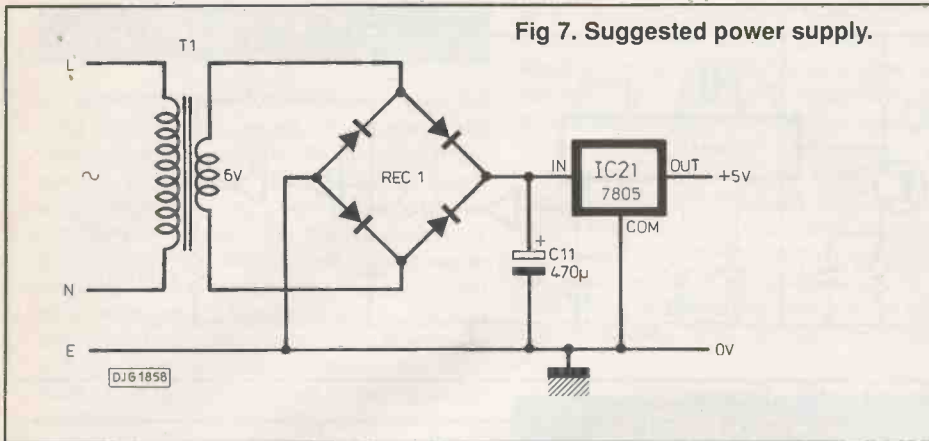 Fig 7. Suggested power supply.
T1
L
6v
REC 1
IN
IC21
7805
OUT
+5V
COM
+
C11
470µ
N
E
0V
DJG1858